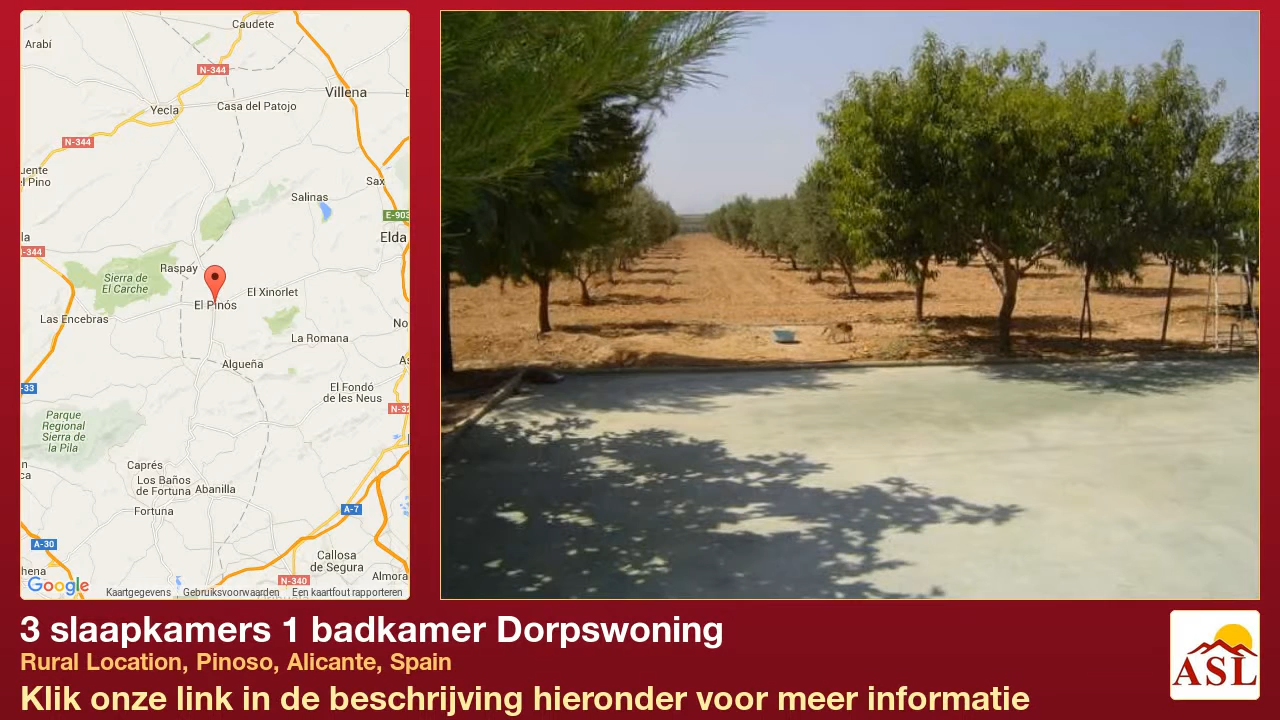 Caudete
Arabí
N-344
Villena
Yecla
Casa del Patojo
N-344
uente
el Pino
Sax
Salinas
E-903
la
Elda
-344
Raspay
Sierra de
El Carche
El Xinorlet
El Pinós
Las Encebras
No
La Romana
Algueña
As
-33
El Fondó
de les Neus
N-32
Parque
Regional
Sierra de
la Pila
Caprés
n
ca
Los Baños
de Fortuna
Abanilla
Fortuna
A-7
A-30
Callosa
de Segura
hena
N-340
Almora
Google
Kaartgegevens Gebruiksvoorwaarden Een kaartfout rapporteren
3 slaapkamers 1 badkamer Dorpswoning
Rural Location, Pinoso, Alicante, Spain
Klik onze link in de beschrijving hieronder voor meer informatie
ASL